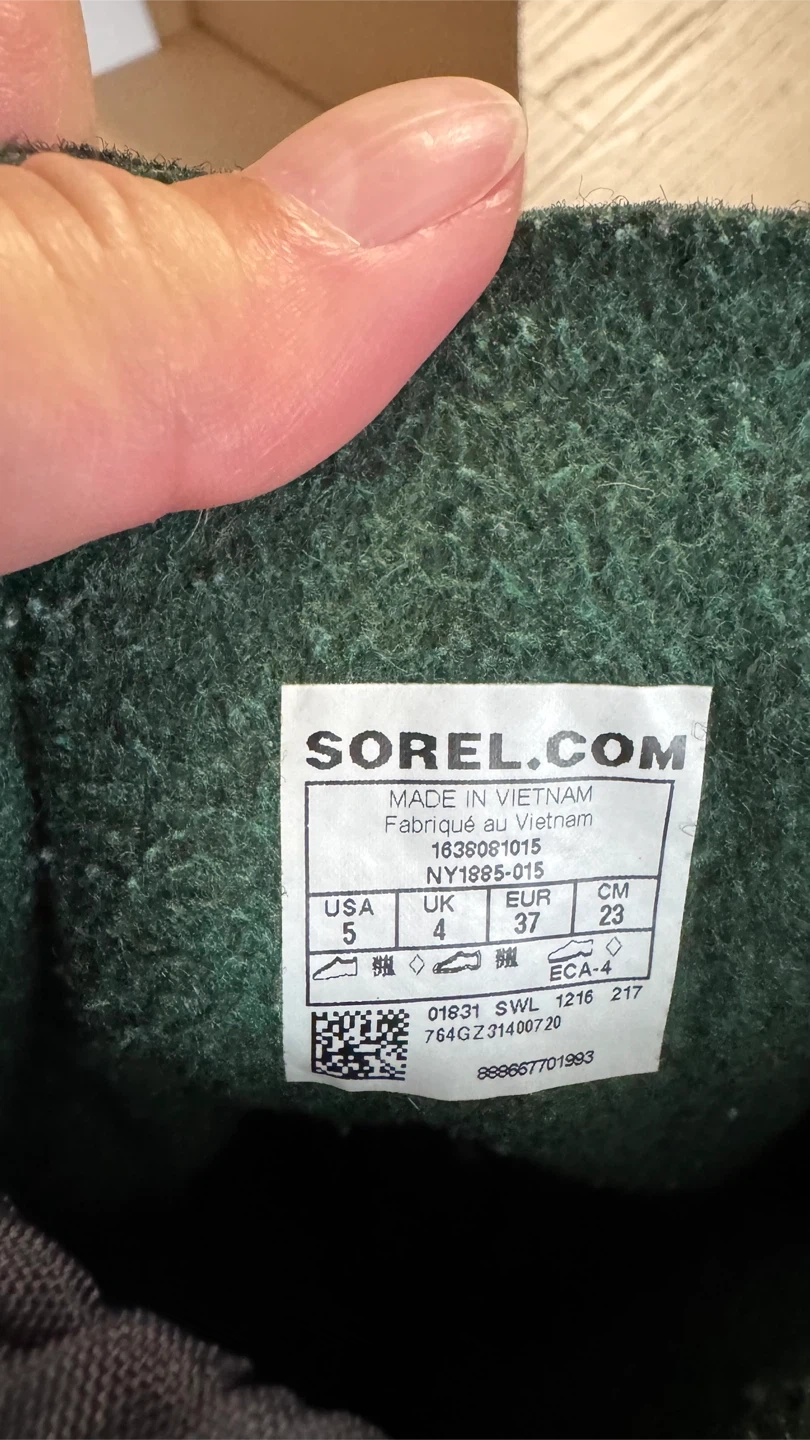 SOREL.COM
MADE IN VIETNAM
Fabriqué au Vietnam
1638081015
NY1885-015
USA UK EUR CM
5 4 37 23
ECA-4
01831 SWL 1216 217
764GZ31400720
888667701993